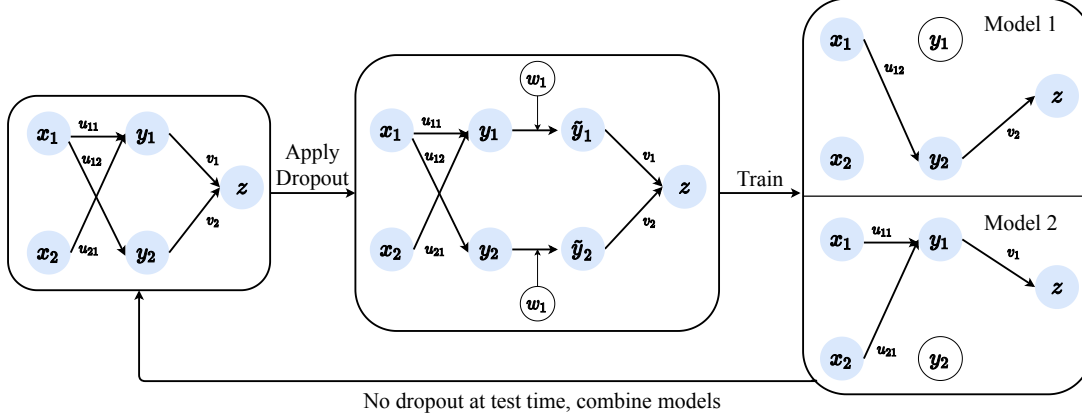 x₁
u₁₁
y₁
u₁₂
v₁
z
x₂
u₂₁
y₂
v₂
Apply
Dropout
w₁
x₁
u₁₁
y₁
ỹ₁
u₁₂
v₁
z
x₂
u₂₁
y₂
ỹ₂
v₂
w₁
Train
Model 1
x₁
y₁
u₁₂
z
x₂
y₂
v₂
Model 2
x₁
u₁₁
y₁
v₁
z
x₂
u₂₁
y₂
No dropout at test time, combine models